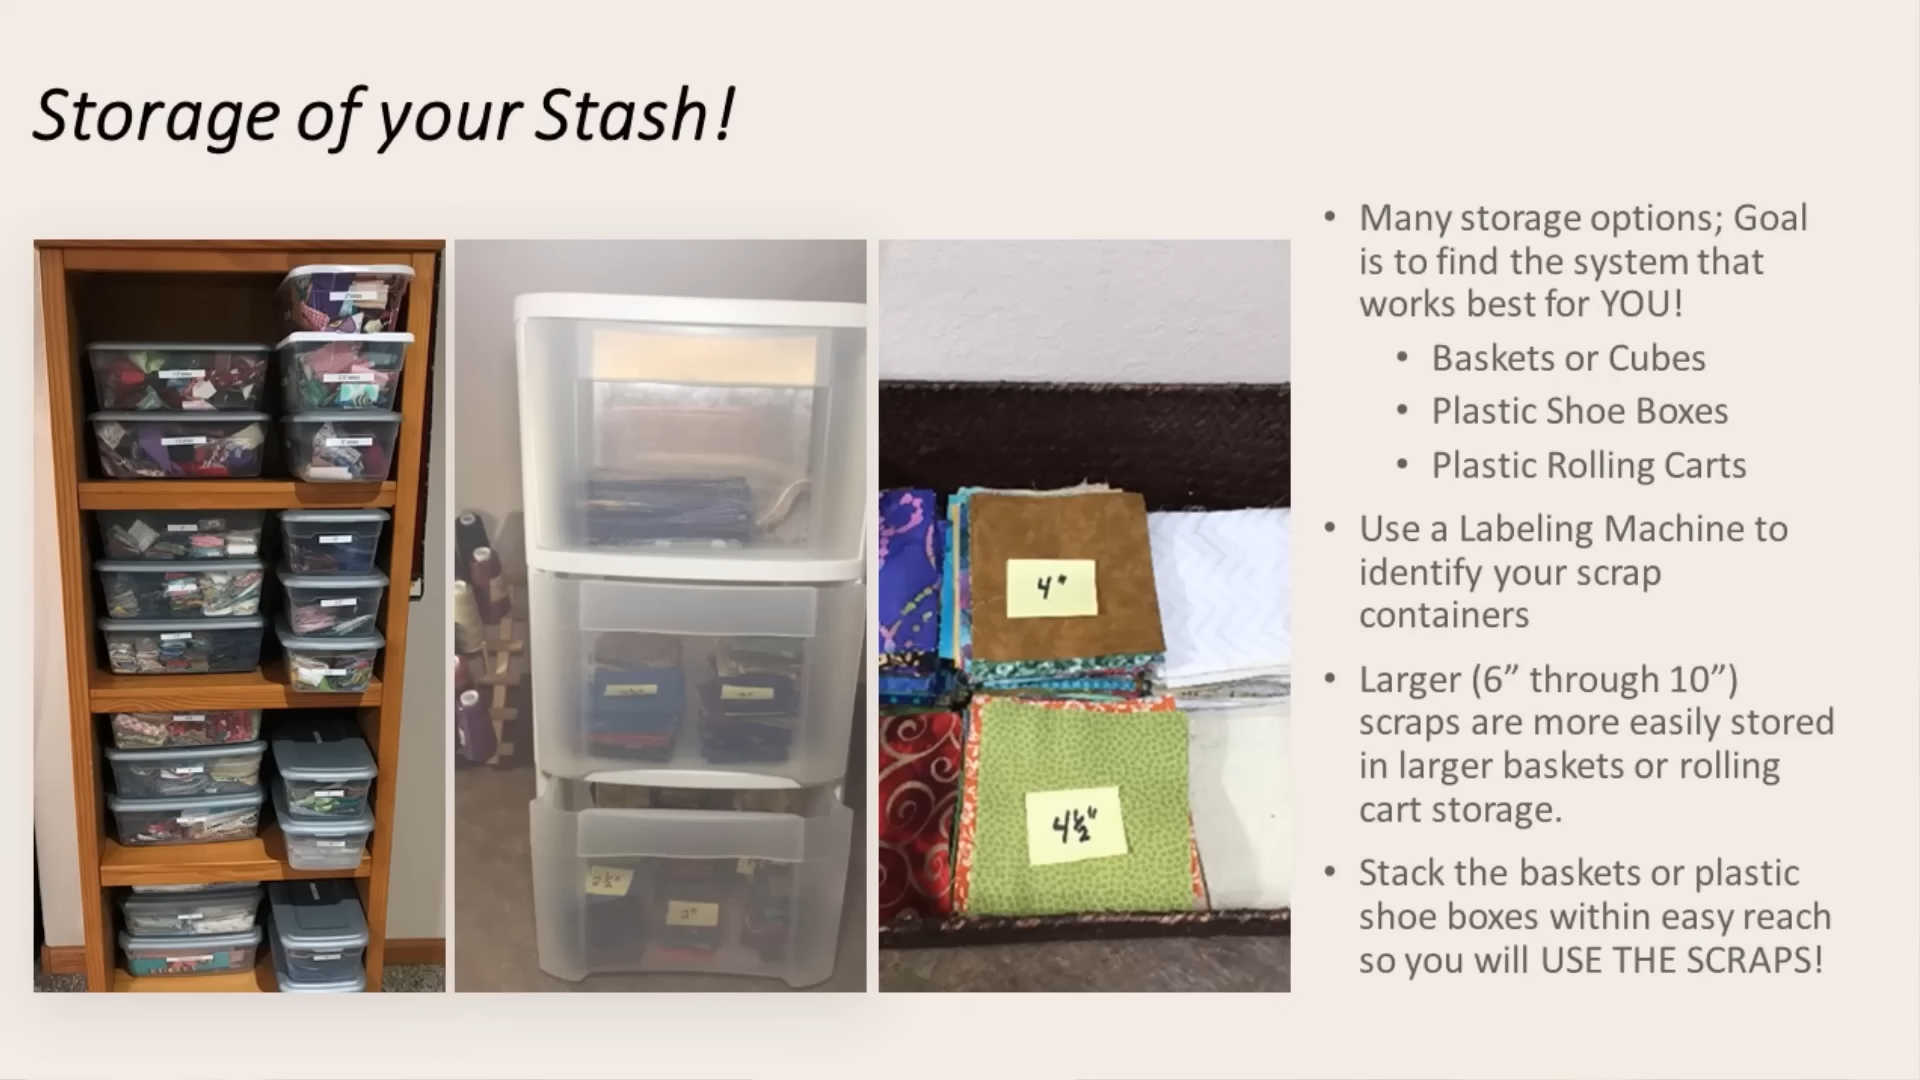 Storage of your Stash!
• Many storage options; Goal
is to find the system that
works best for YOU!
• Baskets or Cubes
• Plastic Shoe Boxes
• Plastic Rolling Carts
• Use a Labeling Machine to
identify your scrap
containers
• Larger (6” through 10”)
scraps are more easily stored
in larger baskets or rolling
cart storage.
• Stack the baskets or plastic
shoe boxes within easy reach
so you will USE THE SCRAPS!
4"
4½"
2½"
2"